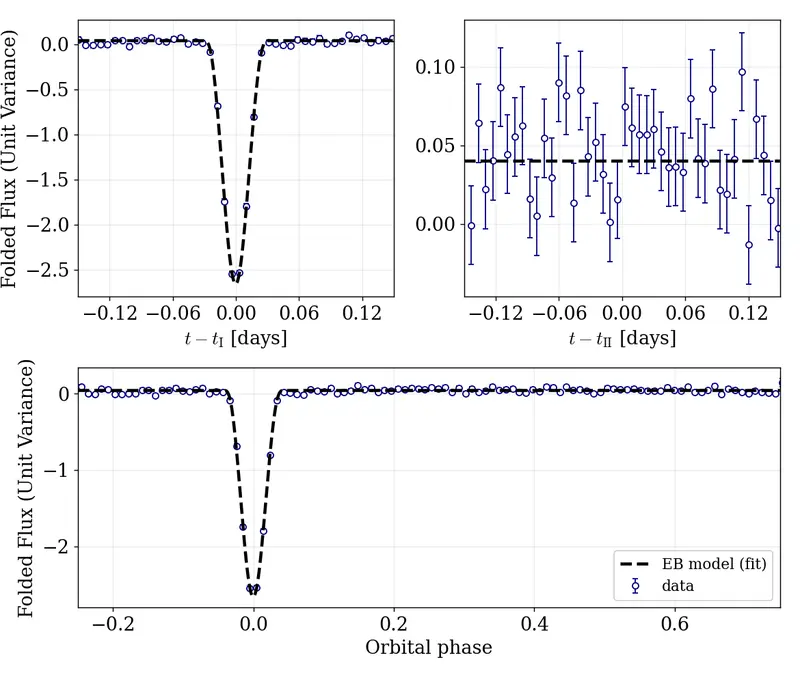 Folded Flux (Unit Variance)
0.0
−0.5
−1.0
−1.5
−2.0
−2.5
−0.12 −0.06 0.00 0.06 0.12
t − tI [days]
0.10
0.05
0.00
−0.12 −0.06 0.00 0.06 0.12
t − tII [days]
Folded Flux (Unit Variance)
0
−1
−2
EB model (fit)
data
−0.2 0.0 0.2 0.4 0.6
Orbital phase